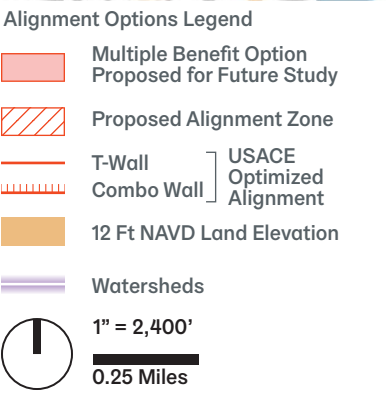 Alignment Options Legend
Multiple Benefit Option
Proposed for Future Study
Proposed Alignment Zone
T-Wall
Combo Wall
USACE
Optimized
Alignment
12 Ft NAVD Land Elevation
Watersheds
1” = 2,400’
0.25 Miles